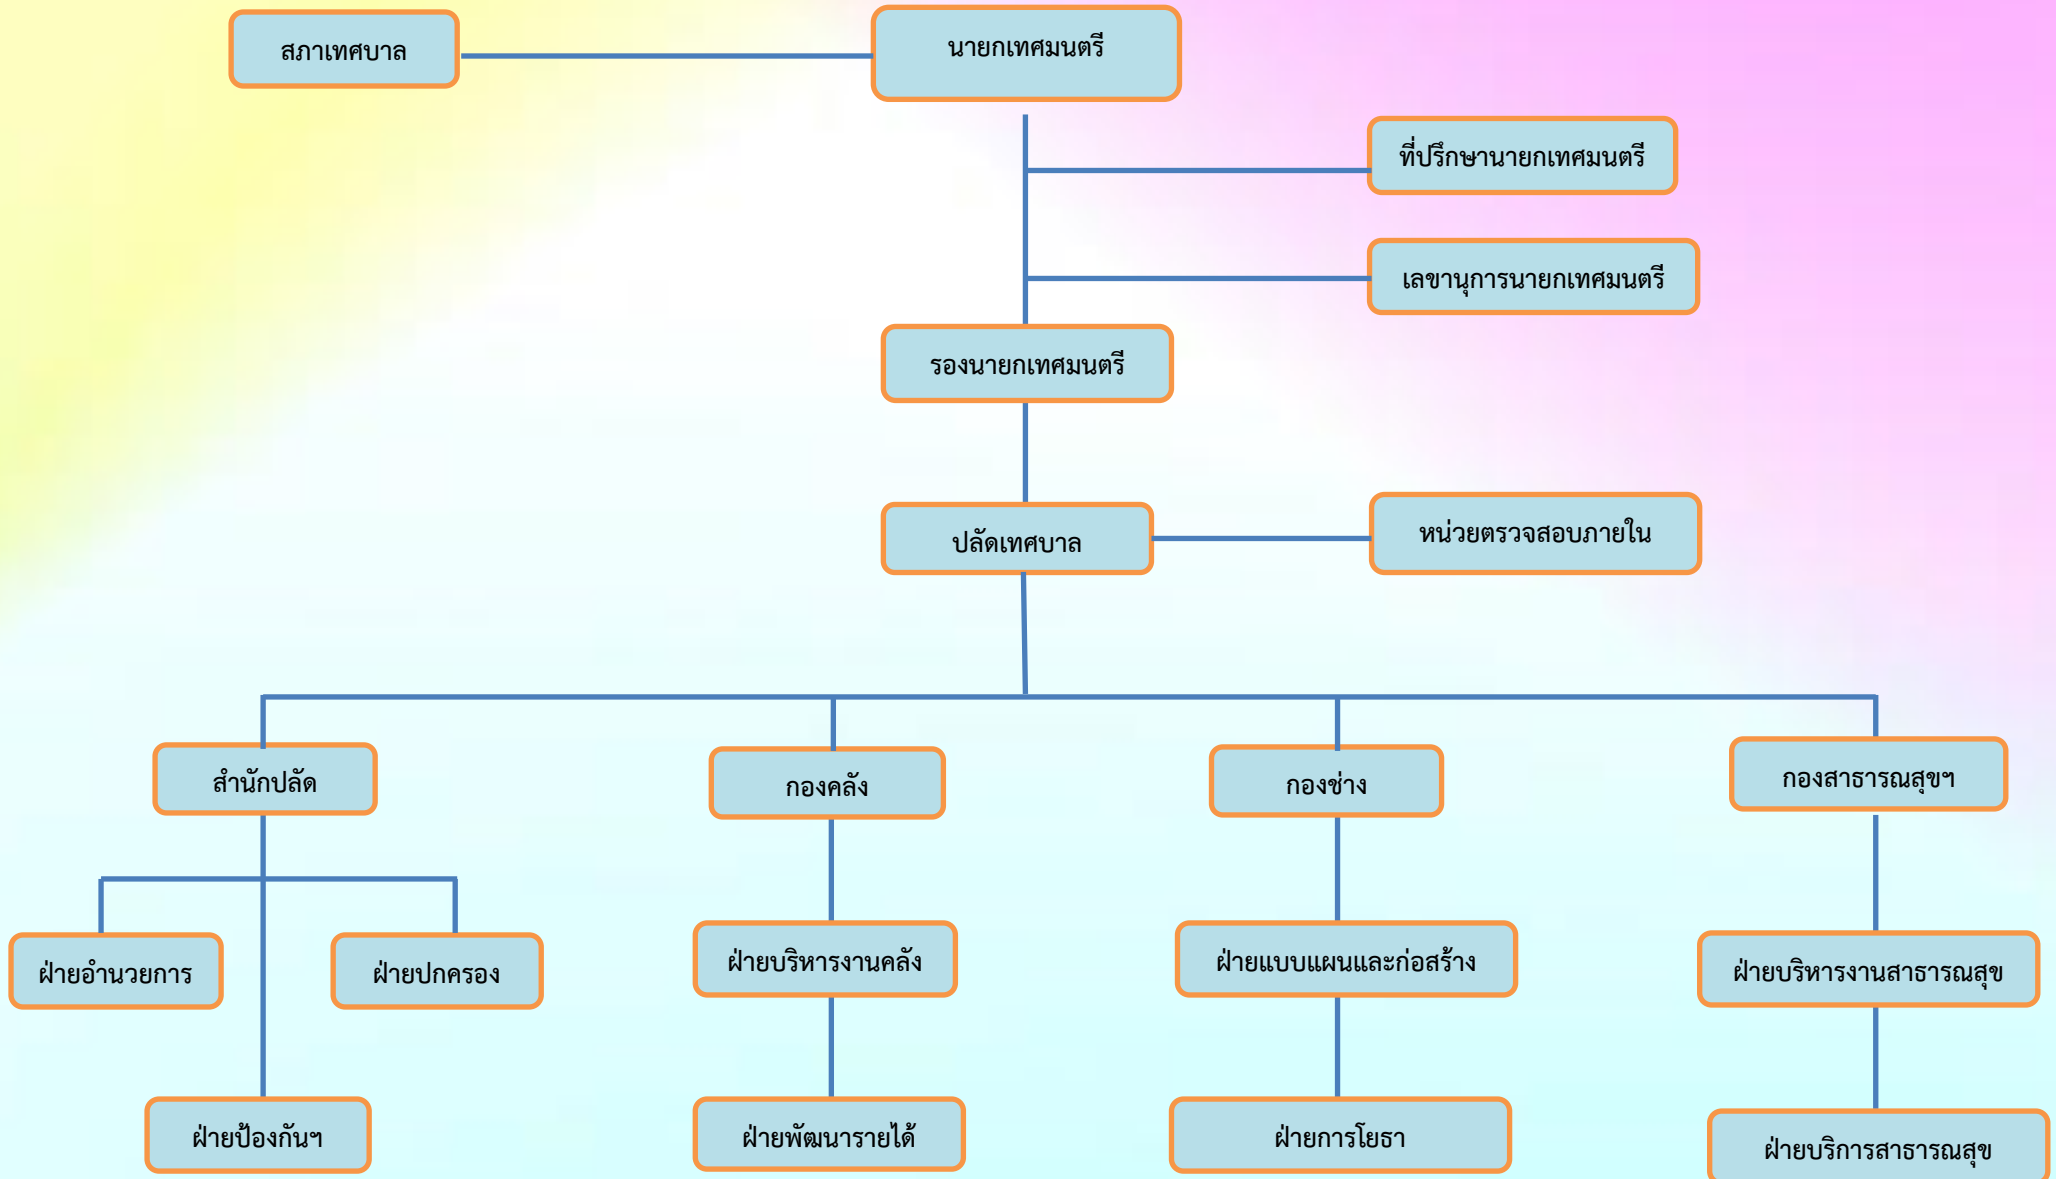 สภาเทศบาล
นายกเทศมนตรี
ที่ปรึกษานายกเทศมนตรี
เลขานุการนายกเทศมนตรี
รองนายกเทศมนตรี
ปลัดเทศบาล
หน่วยตรวจสอบภายใน
สำนักปลัด
กองคลัง
กองช่าง
กองสาธารณสุขฯ
ฝ่ายอำนวยการ
ฝ่ายปกครอง
ฝ่ายบริหารงานคลัง
ฝ่ายแบบแผนและก่อสร้าง
ฝ่ายบริหารงานสาธารณสุข
ฝ่ายป้องกันฯ
ฝ่ายพัฒนารายได้
ฝ่ายการโยธา
ฝ่ายบริการสาธารณสุข